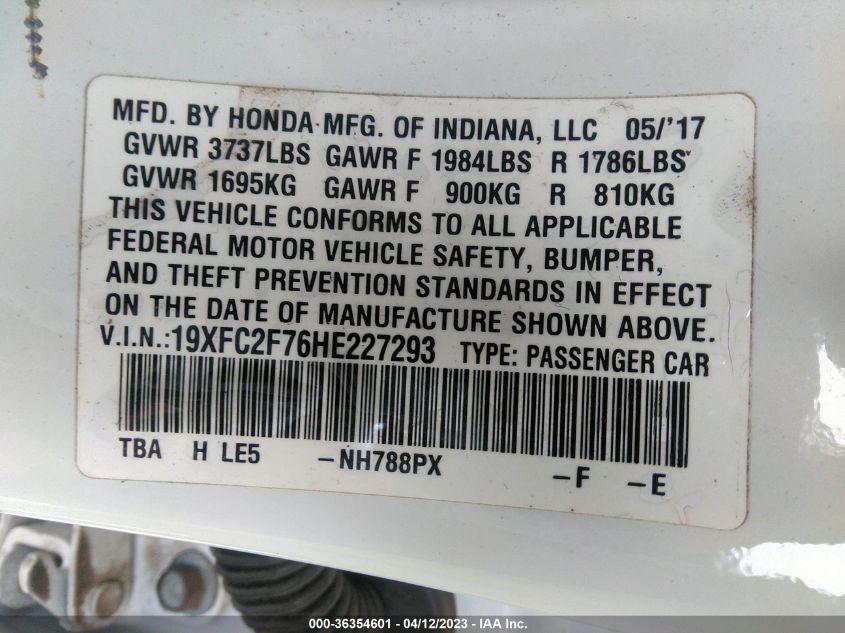 MFD. BY HONDA MFG. OF INDIANA, LLC 05/'17
GVWR 3737LBS GAWR F 1984LBS R 1786LBS
GVWR 1695KG GAWR F 900KG R 810KG
THIS VEHICLE CONFORMS TO ALL APPLICABLE
FEDERAL MOTOR VEHICLE SAFETY, BUMPER,
AND THEFT PREVENTION STANDARDS IN EFFECT
ON THE DATE OF MANUFACTURE SHOWN ABOVE.
V.I.N.:19XFC2F76HE227293 TYPE: PASSENGER CAR
TBA H LE5 -NH788PX -F -E
000-36354601 - 04/12/2023 - IAA Inc.